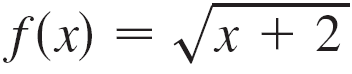 f(x) = √(x + 2)